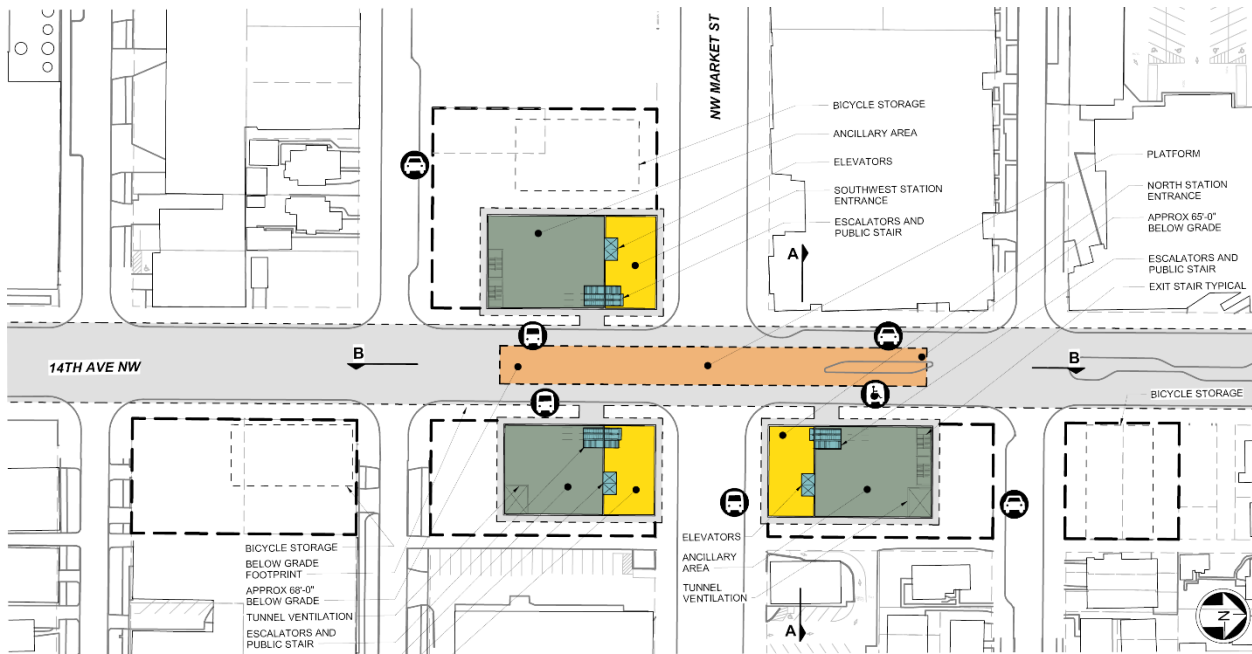 NW MARKET ST
BICYCLE STORAGE
ANCILLARY AREA
ELEVATORS
SOUTHWEST STATION
ENTRANCE
ESCALATORS AND
PUBLIC STAIR
PLATFORM
NORTH STATION
ENTRANCE
APPROX 65'-0"
BELOW GRADE
ESCALATORS AND
PUBLIC STAIR
EXIT STAIR TYPICAL
A
14TH AVE NW
B
B
BICYCLE STORAGE
BICYCLE STORAGE
BELOW GRADE
FOOTPRINT
APPROX 68'-0"
BELOW GRADE
TUNNEL VENTILATION
ESCALATORS AND
PUBLIC STAIR
ELEVATORS
ANCILLARY
AREA
TUNNEL
VENTILATION
A
N